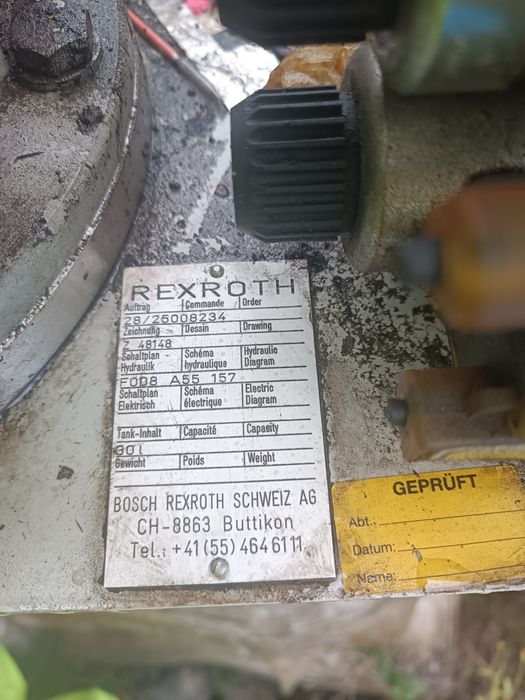 REXROTH
Auftrag Commande Order
28/25008234
Zeichnung Dessin Drawing
Z 48148
Schaltplan- Schéma Hydraulic
Hydraulik hydraulique Diagram
F0D8 A55 157
Schaltplan Schéma Electric
Elektrisch électrique Diagram
Tank-Inhalt Capacité Capaeity
30 l
Gewicht Poids Weight
BOSCH REXROTH SCHWEIZ AG
CH-8863 Buttikon
Tel.: +41 (55) 464 61 11
GEPRÜFT
Abt.:
Datum:
Name: